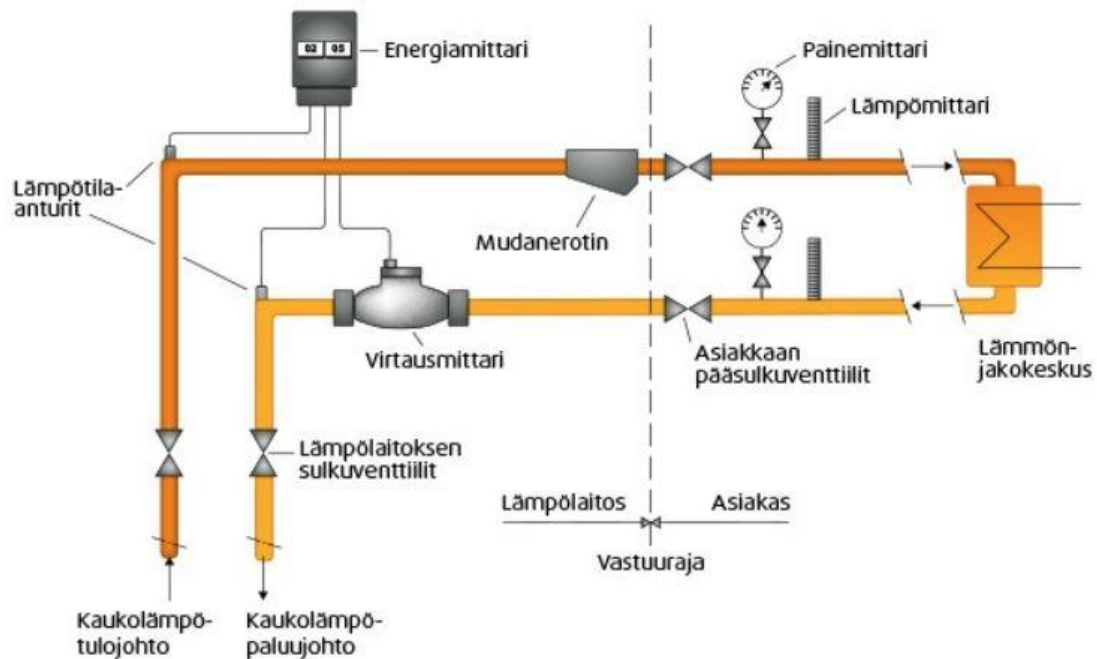 02 05
Energiamittari
Painemittari
Lämpömittari
Lämpötila-
anturit
Mudanerotin
Virtausmittari
Asiakkaan
pääsulkuventtiilit
Lämmön-
jakokeskus
Lämpölaitoksen
sulkuventtiilit
Lämpölaitos
Asiakas
Vastuuraja
Kaukolämpö-
tulojohto
Kaukolämpö-
paluujohto